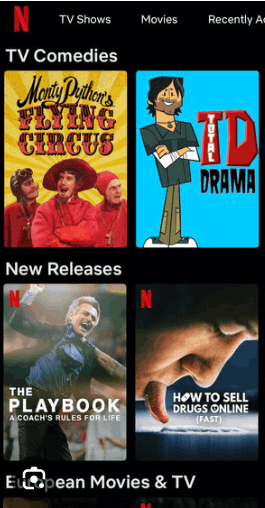 N TV Shows Movies Recently A
TV Comedies
Monty Python's
FLYING
CIRCUS
TOTAL
TD
DRAMA
New Releases
N
THE
PLAYBOOK
A COACH'S RULES FOR LIFE
N
HOW TO SELL
DRUGS ONLINE
(FAST)
pean Movies & TV